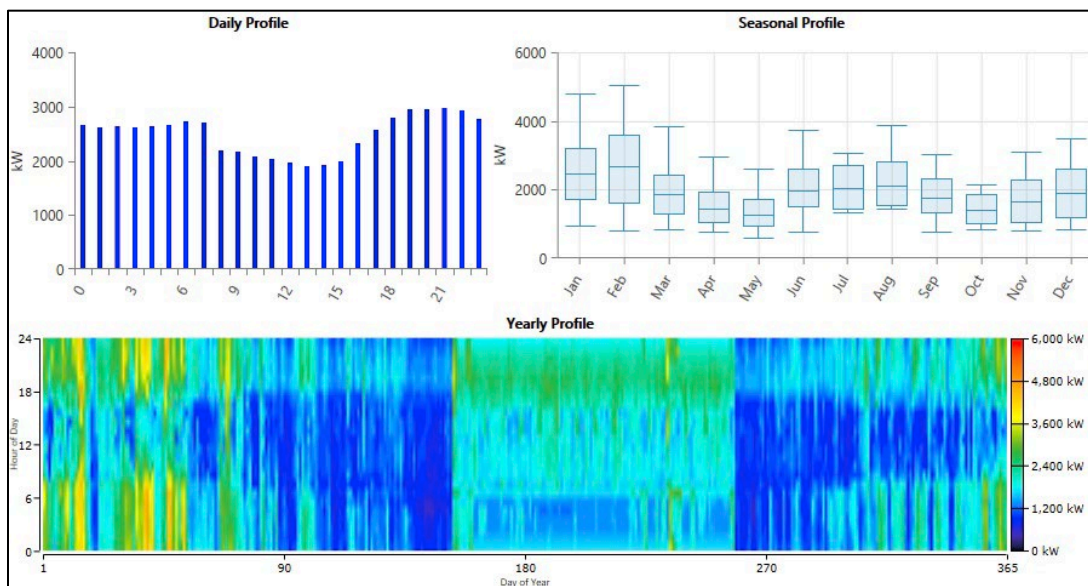 Daily Profile
4000
3000
2000
1000
0
kW
0
3
6
9
12
15
18
21
Seasonal Profile
6000
4000
2000
0
kW
Jan
Feb
Mar
Apr
May
Jun
Jul
Aug
Sep
Oct
Nov
Dec
Yearly Profile
24
18
12
6
0
Hour of Day
1
90
180
270
365
Day of Year
6,000 kW
4,800 kW
3,600 kW
2,400 kW
1,200 kW
0 kW